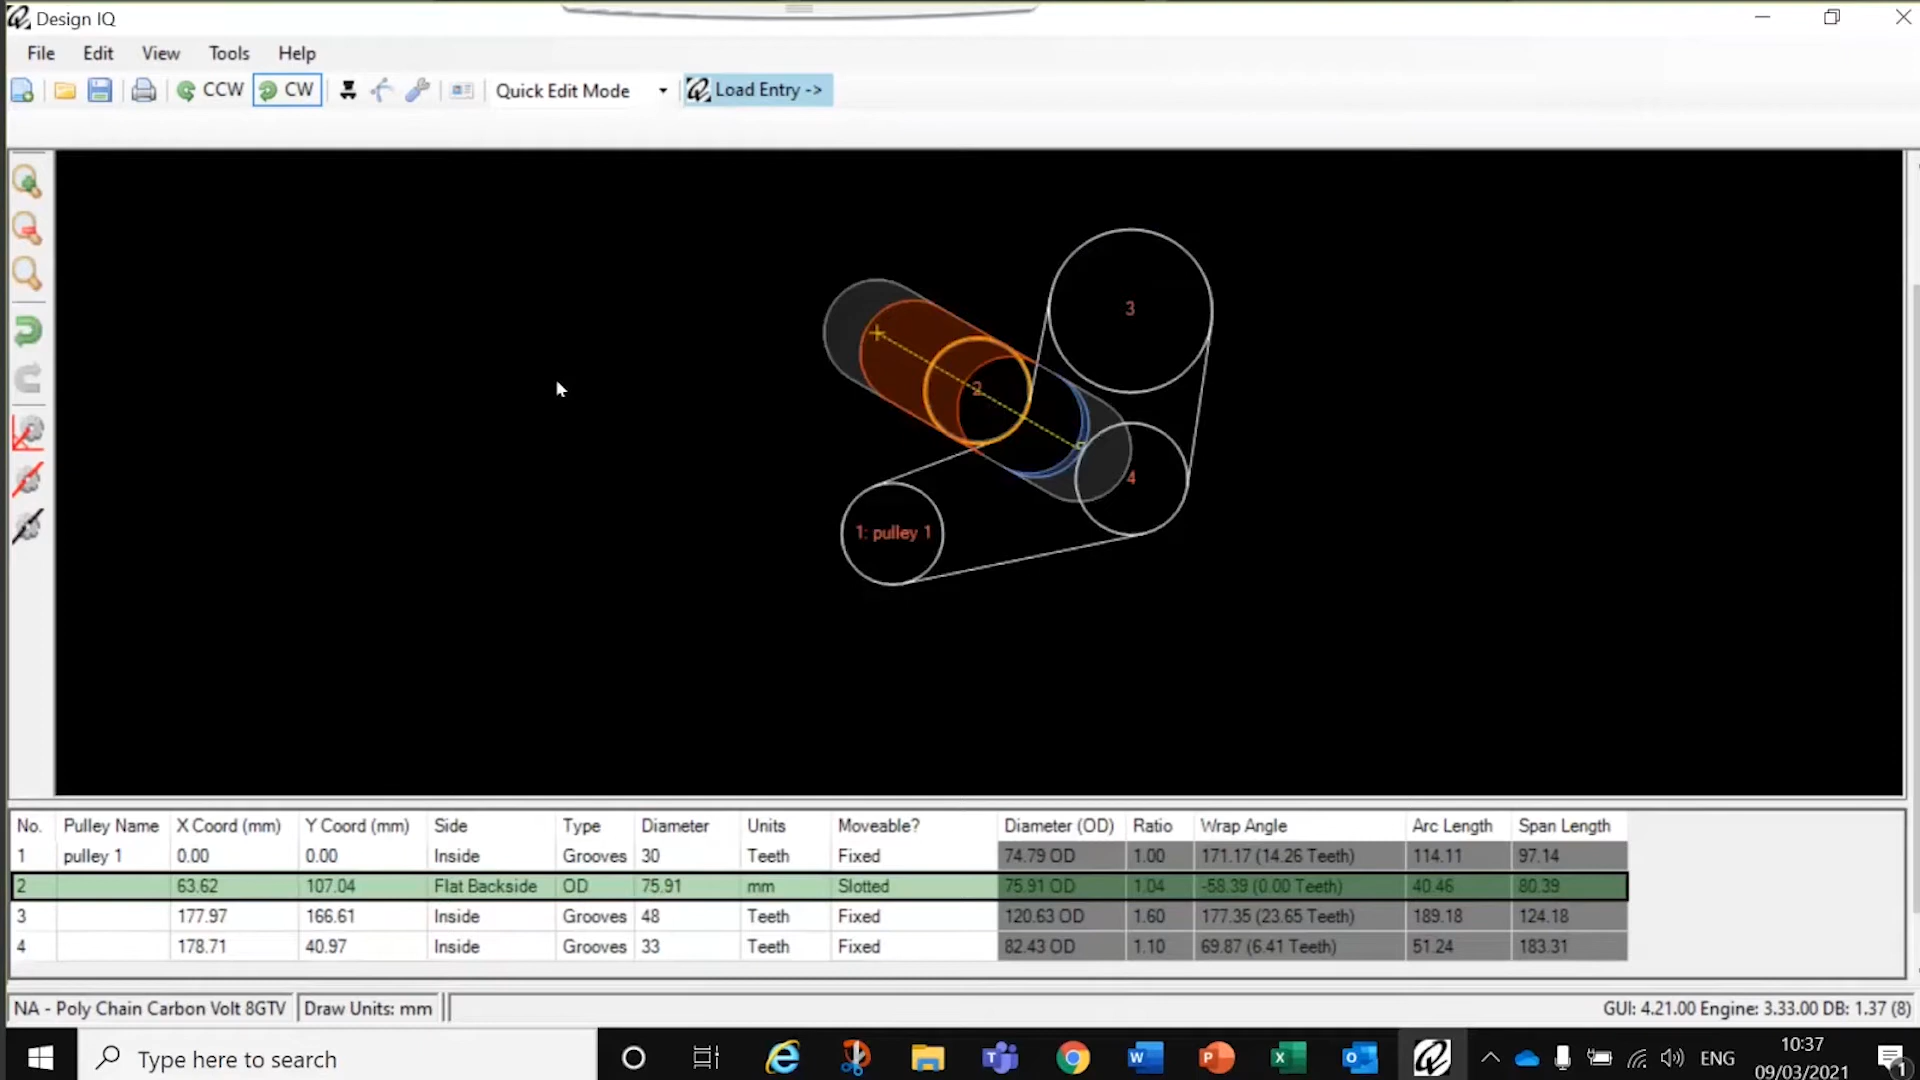 Design IQ
File Edit View Tools Help
CCW CW Quick Edit Mode Load Entry ->
3
2
4
1: pulley 1
No. Pulley Name X Coord (mm) Y Coord (mm) Side Type Diameter Units Moveable? Diameter (OD) Ratio Wrap Angle Arc Length Span Length
1 pulley 1 0.00 0.00 Inside Grooves 30 Teeth Fixed 74.79 OD 1.00 171.17 (14.26 Teeth) 114.11 97.14
2 63.62 107.04 Flat Backside OD 75.91 mm Slotted 75.91 OD 1.04 -58.39 (0.00 Teeth) 40.46 80.39
3 177.97 166.61 Inside Grooves 48 Teeth Fixed 120.63 OD 1.60 177.35 (23.65 Teeth) 189.18 124.18
4 178.71 40.97 Inside Grooves 33 Teeth Fixed 82.43 OD 1.10 69.87 (6.41 Teeth) 51.24 183.31
NA - Poly Chain Carbon Volt 8GTV Draw Units: mm GUI: 4.21.00 Engine: 3.33.00 DB: 1.37 (8)
Type here to search ENG 10:37
09/03/2021 1